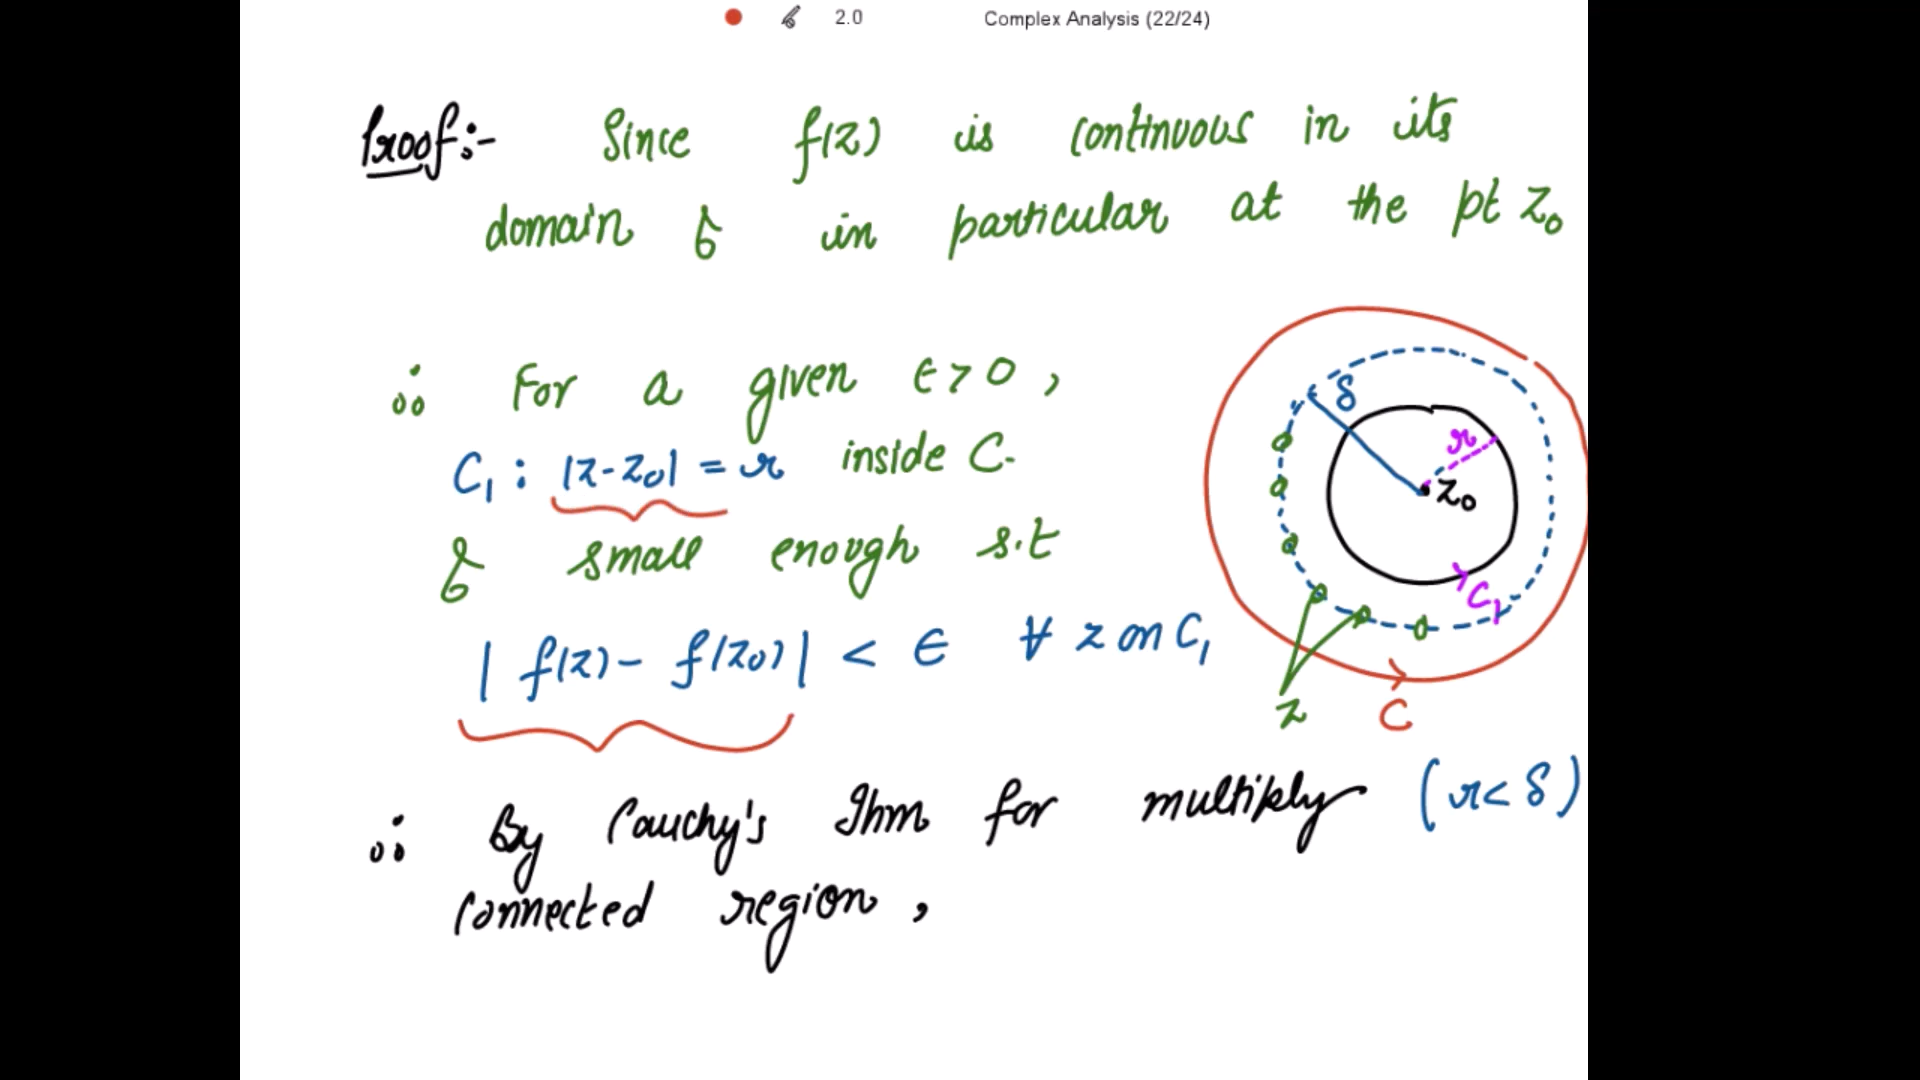 2.0 Complex Analysis (22/24)
Proof:- Since f(z) is continuous in its
domain & in particular at the pt z₀
∴ For a given ϵ > 0 ,
C₁ : |z-z₀| = r inside C.
& small enough s.t
| f(z) - f(z₀) | < ∈ ∀ z on C₁
δ
r
z₀
C₁
z
C
(r < δ)
∴ By Cauchy's Thm for multiply
connected region ,